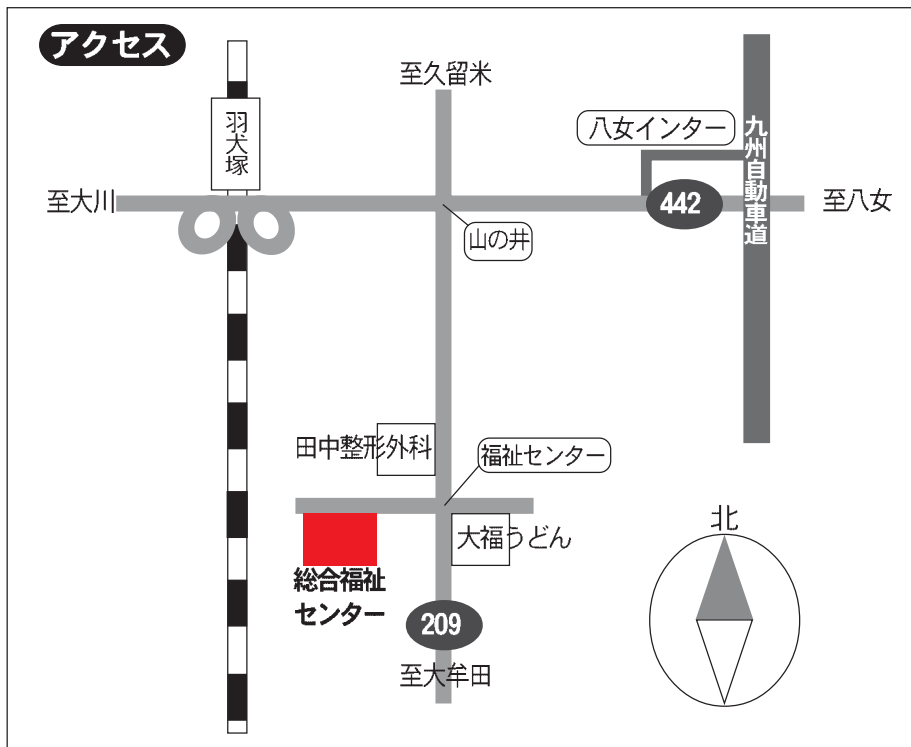 アクセス
至久留米
羽犬塚
八女インター
九州自動車道
至大川
442
至八女
山の井
田中整形外科
福祉センター
大福うどん
北
総合福祉
センター
209
至大牟田